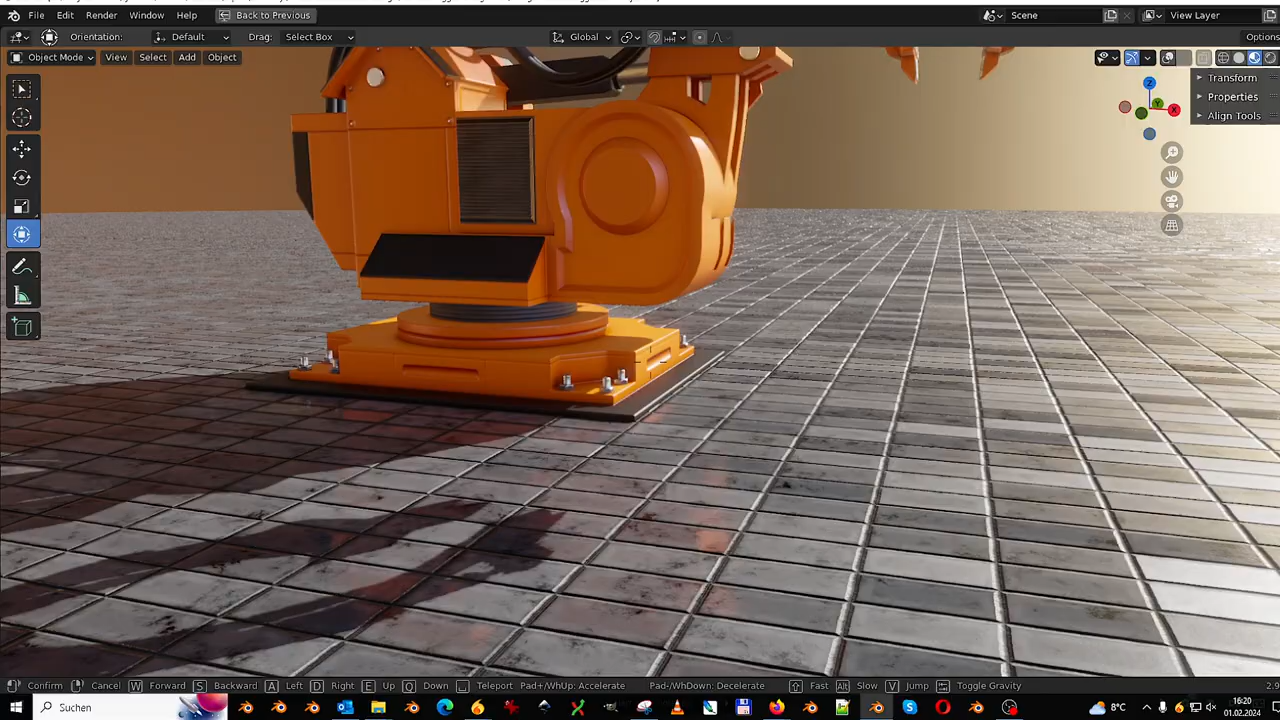 File Edit Render Window Help Back to Previous Scene View Layer
Orientation: Default Drag: Select Box Global Options
Object Mode View Select Add Object
Transform
Properties
Align Tools
Z
Y
X
Confirm Cancel W Forward S Backward A Left D Right E Up Q Down Teleport Pad+/WhUp: Accelerate Pad-/WhDown: Decelerate Fast Alt Slow V Jump Toggle Gravity 2.9
Suchen 8°C 16:20
01.02.2024